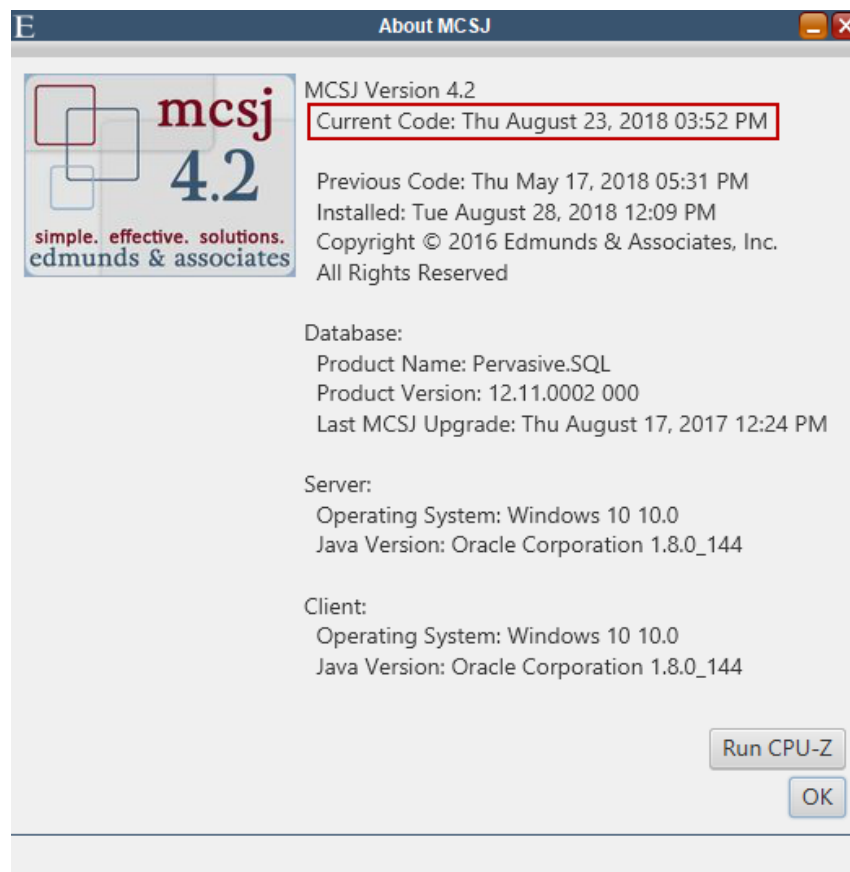 E About MCSJ
mcsj
4.2
simple. effective. solutions.
edmunds & associates
MCSJ Version 4.2
Current Code: Thu August 23, 2018 03:52 PM
Previous Code: Thu May 17, 2018 05:31 PM
Installed: Tue August 28, 2018 12:09 PM
Copyright © 2016 Edmunds & Associates, Inc.
All Rights Reserved
Database:
Product Name: Pervasive.SQL
Product Version: 12.11.0002 000
Last MCSJ Upgrade: Thu August 17, 2017 12:24 PM
Server:
Operating System: Windows 10 10.0
Java Version: Oracle Corporation 1.8.0_144
Client:
Operating System: Windows 10 10.0
Java Version: Oracle Corporation 1.8.0_144
Run CPU-Z
OK